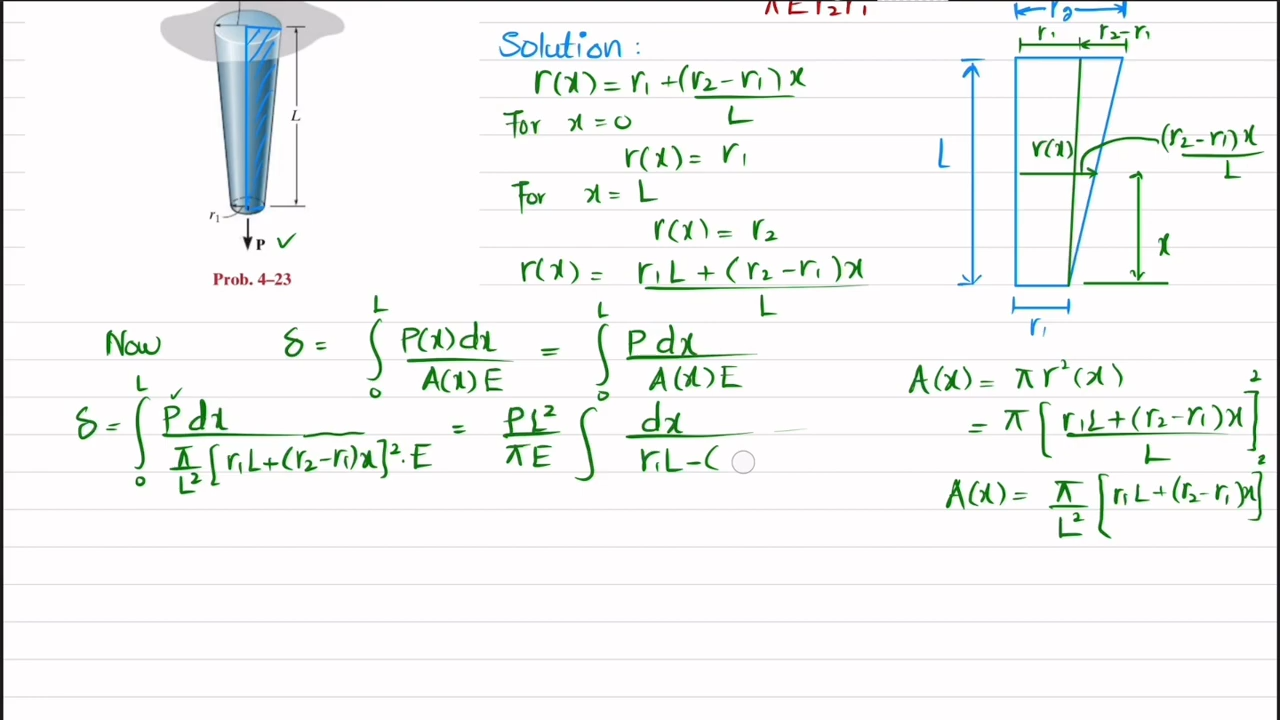 πEr₂r₁
L
r₁
P ✓
Prob. 4–23
Solution :
r(x) = r₁ + (r₂ – r₁)x / L
For x = 0
r(x) = r₁
For x = L
r(x) = r₂
r(x) = r₁L + (r₂ – r₁)x / L
r₂
r₁ r₂–r₁
L
r(x)
(r₂–r₁)x / L
x
r₁
Now δ = ∫₀ᴸ P(x)dx / A(x)E = ∫₀ᴸ P dx / A(x)E
δ = ∫₀ᴸ P dx / π/L² [r₁L+(r₂–r₁)x]²·E = PL²/πE ∫ dx / r₁L–(
A(x) = πr²(x)
= π [r₁L+(r₂–r₁)x / L]²
A(x) = π/L² [r₁L+(r₂–r₁)x]²